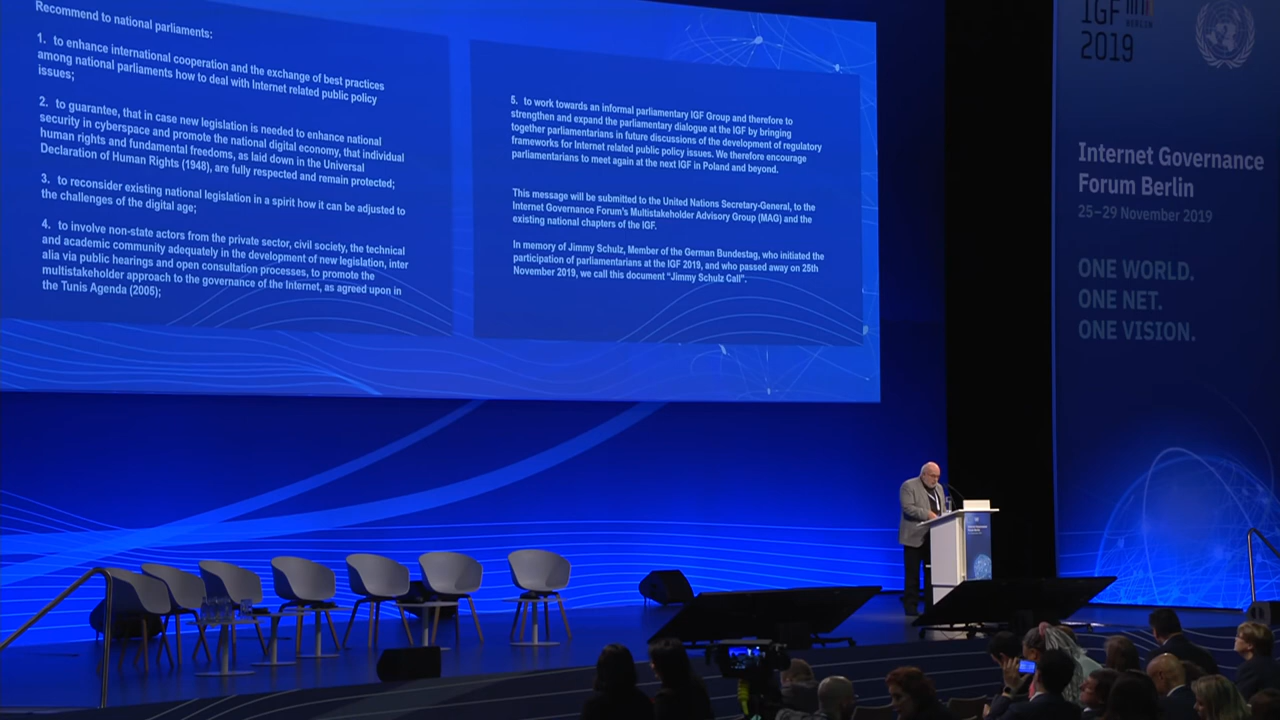 Recommend to national parliaments:
1. to enhance international cooperation and the exchange of best practices
among national parliaments how to deal with Internet related public policy
issues;
2. to guarantee, that in case new legislation is needed to enhance national
security in cyberspace and promote the national digital economy, that individual
human rights and fundamental freedoms, as laid down in the Universal
Declaration of Human Rights (1948), are fully respected and remain protected;
3. to reconsider existing national legislation in a spirit how it can be adjusted to
the challenges of the digital age;
4. to involve non-state actors from the private sector, civil society, the technical
and academic community adequately in the development of new legislation, inter
alia via public hearings and open consultation processes, to promote the
multistakeholder approach to the governance of the Internet, as agreed upon in
the Tunis Agenda (2005);
5. to work towards an informal parliamentary IGF Group and therefore to
strengthen and expand the parliamentary dialogue at the IGF by bringing
together parliamentarians in future discussions of the development of regulatory
frameworks for Internet related public policy issues. We therefore encourage
parliamentarians to meet again at the next IGF in Poland and beyond.
This message will be submitted to the United Nations Secretary-General, to the
Internet Governance Forum's Multistakeholder Advisory Group (MAG) and the
existing national chapters of the IGF.
In memory of Jimmy Schulz, Member of the German Bundestag, who initiated the
participation of parliamentarians at the IGF 2019, and who passed away on 25th
November 2019, we call this document "Jimmy Schulz Call".
IGF
BERLIN
2019
Internet Governance
Forum Berlin
25–29 November 2019
ONE WORLD.
ONE NET.
ONE VISION.